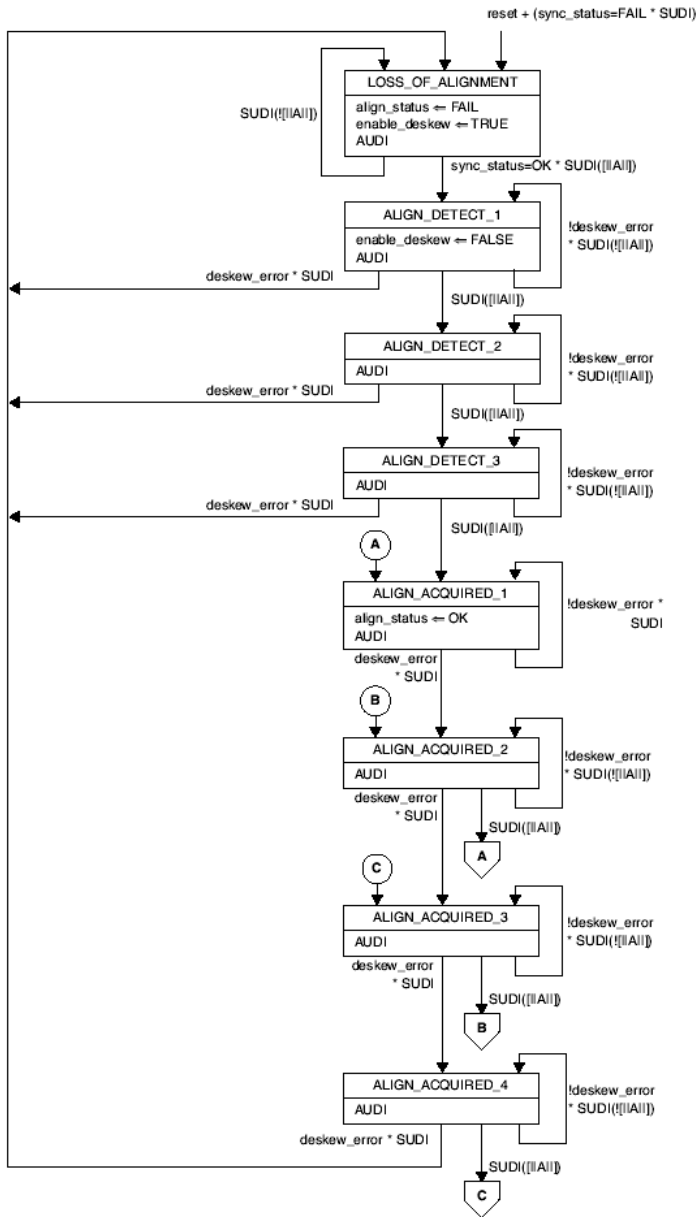 reset + (sync_status=FAIL * SUDI)
LOSS_OF_ALIGNMENT
SUDI(![||A||])
align_status ⇐ FAIL
enable_deskew ⇐ TRUE
AUDI
sync_status=OK * SUDI([||A||])
ALIGN_DETECT_1
!deskew_error
* SUDI(![||A||])
enable_deskew ⇐ FALSE
AUDI
deskew_error * SUDI
SUDI([||A||])
ALIGN_DETECT_2
!deskew_error
* SUDI(![||A||])
AUDI
deskew_error * SUDI
SUDI([||A||])
ALIGN_DETECT_3
!deskew_error
* SUDI(![||A||])
AUDI
deskew_error * SUDI
SUDI([||A||])
A
ALIGN_ACQUIRED_1
!deskew_error *
SUDI
align_status ⇐ OK
AUDI
deskew_error
* SUDI
B
ALIGN_ACQUIRED_2
!deskew_error
* SUDI(![||A||])
AUDI
deskew_error
* SUDI
SUDI([||A||])
A
C
ALIGN_ACQUIRED_3
!deskew_error
* SUDI(![||A||])
AUDI
deskew_error
* SUDI
SUDI([||A||])
B
ALIGN_ACQUIRED_4
!deskew_error
* SUDI(![||A||])
AUDI
deskew_error * SUDI
SUDI([||A||])
C